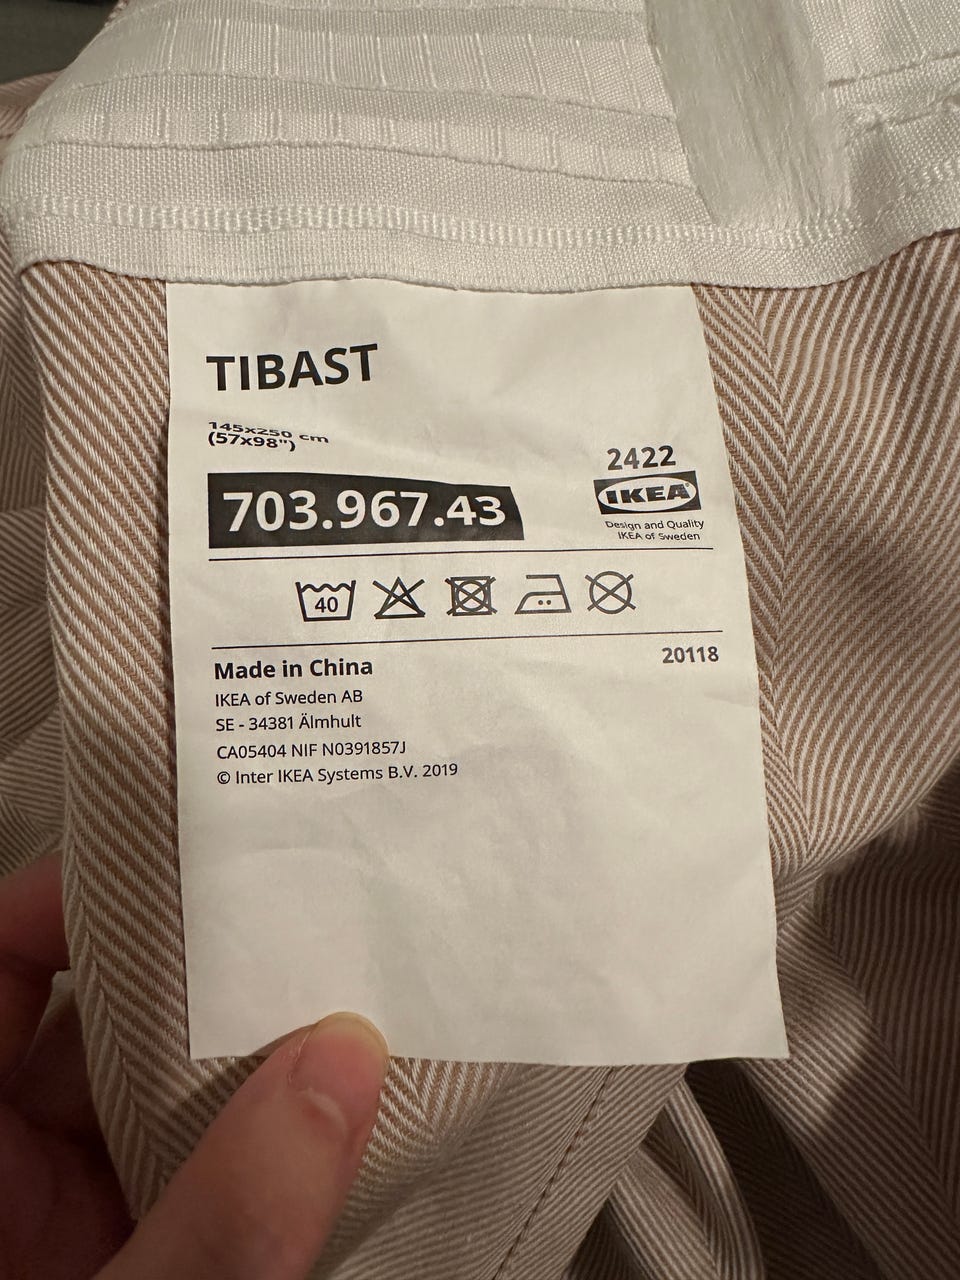 TIBAST
145x250 cm
(57x98")
703.967.43
2422
IKEA
Design and Quality
IKEA of Sweden
40
Made in China
20118
IKEA of Sweden AB
SE - 34381 Älmhult
CA05404 NIF N0391857J
© Inter IKEA Systems B.V. 2019